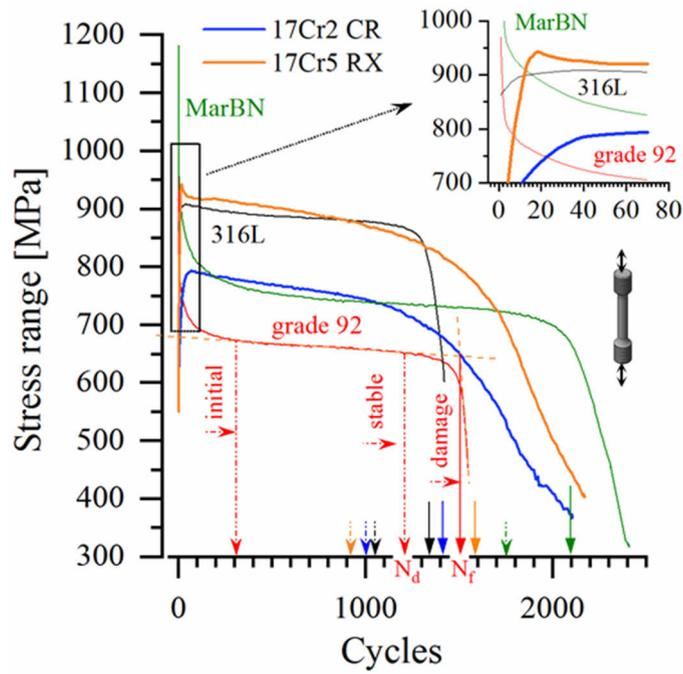 1200
1100
1000
900
800
700
600
500
400
300
Stress range [MPa]
17Cr2 CR
17Cr5 RX
MarBN
316L
grade 92
initial
stable
damage
N_d
N_f
0
1000
2000
Cycles
1000
900
800
700
MarBN
316L
grade 92
0
20
40
60
80